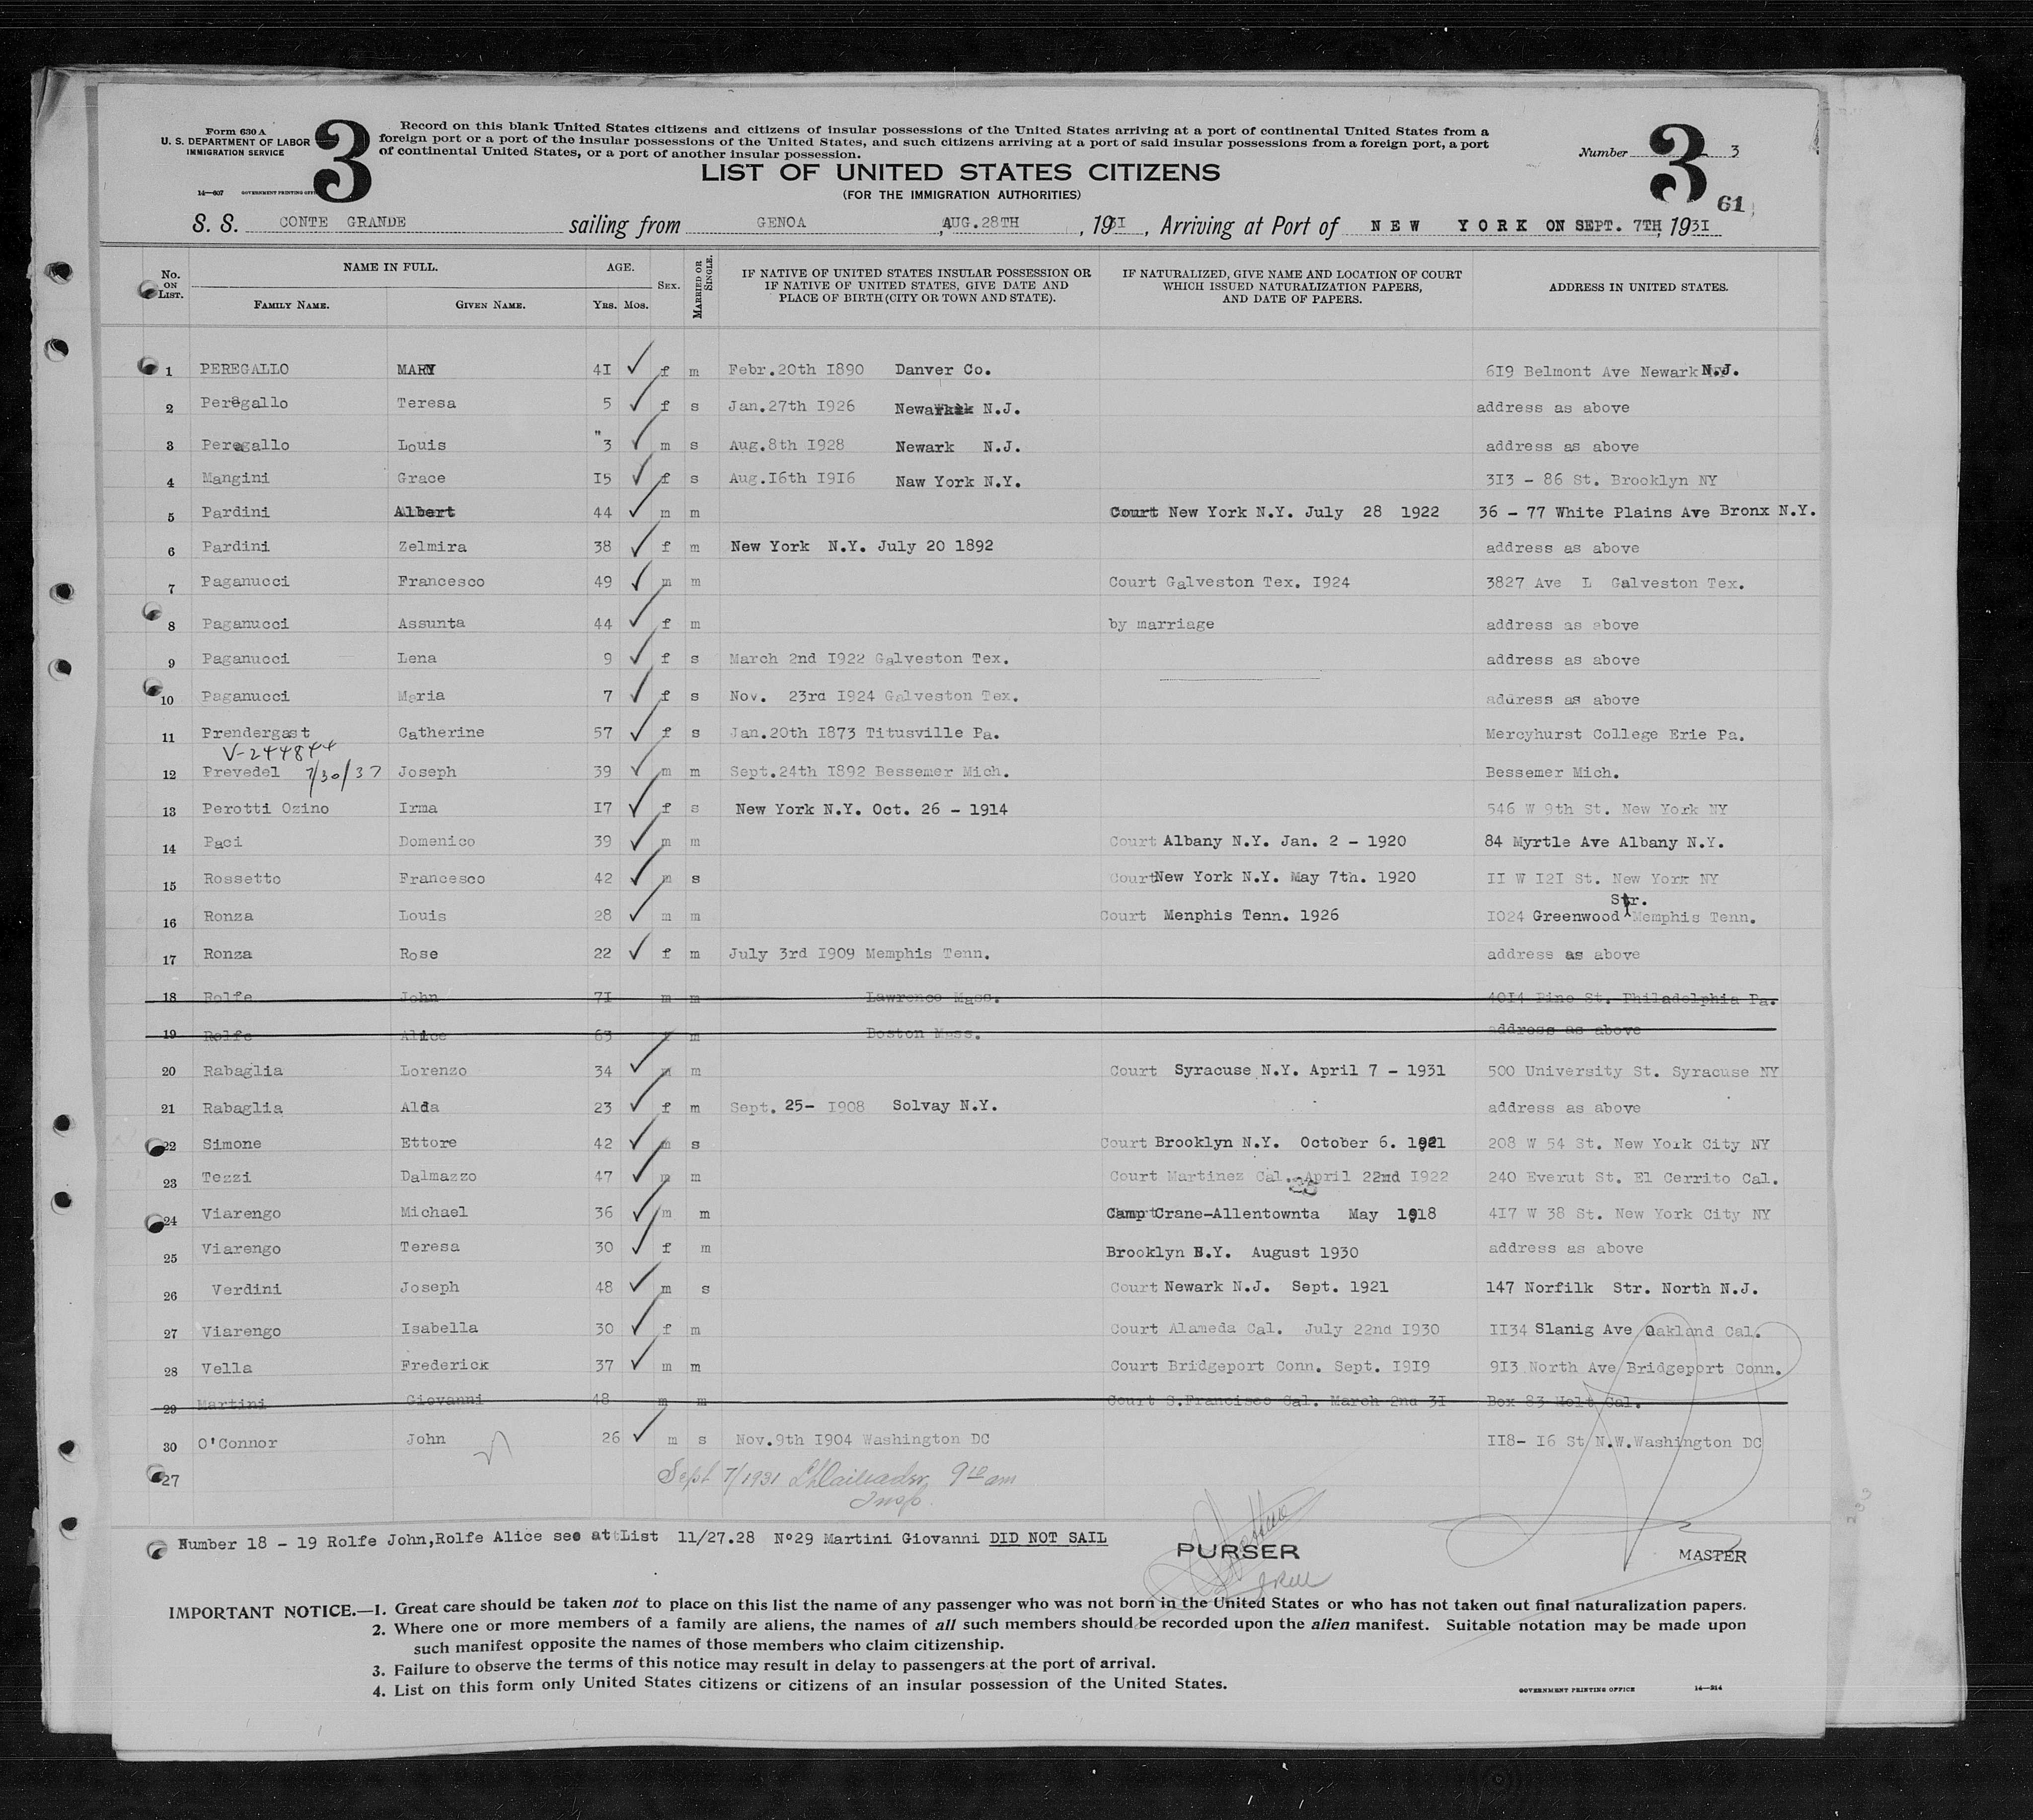 Form 630 A
U. S. DEPARTMENT OF LABOR
IMMIGRATION SERVICE
14—607 GOVERNMENT PRINTING OFFICE
3
Record on this blank United States citizens and citizens of insular possessions of the United States arriving at a port of continental United States from a
foreign port or a port of the insular possessions of the United States, and such citizens arriving at a port of said insular possessions from a foreign port, a port
of continental United States, or a port of another insular possession.
Number 3
3
61
LIST OF UNITED STATES CITIZENS
(FOR THE IMMIGRATION AUTHORITIES)
S. S. CONTE GRANDE sailing from GENOA, AUG.28TH, 1931, Arriving at Port of NEW YORK ON SEPT. 7TH, 1931
No. ON LIST. NAME IN FULL. FAMILY NAME. GIVEN NAME. AGE. YRS. MOS. SEX. MARRIED OR SINGLE. IF NATIVE OF UNITED STATES INSULAR POSSESSION OR IF NATIVE OF UNITED STATES, GIVE DATE AND PLACE OF BIRTH (CITY OR TOWN AND STATE). IF NATURALIZED, GIVE NAME AND LOCATION OF COURT WHICH ISSUED NATURALIZATION PAPERS, AND DATE OF PAPERS. ADDRESS IN UNITED STATES.
1 PEREGALLO MARY 41 ✓ f m Febr.20th 1890 Danver Co. 619 Belmont Ave Newark N.J.
2 Peregallo Teresa 5 ✓ f s Jan.27th 1926 Newark N.J. address as above
3 Peregallo Louis "3 ✓ m s Aug.8th 1928 Newark N.J. address as above
4 Mangini Grace 15 ✓ f s Aug.16th 1916 Naw York N.Y. 313 - 86 St. Brooklyn NY
5 Pardini Albert 44 ✓ m m Court New York N.Y. July 28 1922 36 - 77 White Plains Ave Bronx N.Y.
6 Pardini Zelmira 38 ✓ f m New York N.Y. July 20 1892 address as above
7 Paganucci Francesco 49 ✓ m m Court Galveston Tex. 1924 3827 Ave L Galveston Tex.
8 Paganucci Assunta 44 ✓ f m by marriage address as above
9 Paganucci Lena 9 ✓ f s March 2nd 1922 Galveston Tex. address as above
10 Paganucci Maria 7 ✓ f s Nov. 23rd 1924 Galveston Tex. address as above
11 Prendergast Catherine 57 ✓ f s Jan.20th 1873 Titusville Pa. Mercyhurst College Erie Pa.
V-244844
12 Prevedel 7/30/37 Joseph 39 ✓ m m Sept.24th 1892 Bessemer Mich. Bessemer Mich.
13 Perotti Ozino Irma 17 ✓ f s New York N.Y. Oct. 26 - 1914 546 W 9th St. New York NY
14 Paci Domenico 39 ✓ m m Court Albany N.Y. Jan. 2 - 1920 84 Myrtle Ave Albany N.Y.
15 Rossetto Francesco 42 ✓ m s Court New York N.Y. May 7th. 1920 11 W 121 St. New York NY
Str.
16 Ronza Louis 28 ✓ m m Court Menphis Tenn. 1926 1024 Greenwood Memphis Tenn.
17 Ronza Rose 22 ✓ f m July 3rd 1909 Memphis Tenn. address as above
18 Rolfe John 71 m m Lawrence Mass. 4014 Pine St. Philadelphia Pa.
19 Rolfe Alice 63 f m Boston Mass. address as above
20 Rabaglia Lorenzo 34 ✓ m m Court Syracuse N.Y. April 7 - 1931 500 University St. Syracuse NY
21 Rabaglia Alda 23 ✓ f m Sept. 25- 1908 Solvay N.Y. address as above
22 Simone Ettore 42 ✓ m s Court Brooklyn N.Y. October 6. 1921 208 W 54 St. New York City NY
23 Tezzi Dalmazzo 47 ✓ m m Court Martinez Cal. April 22nd 1922 240 Everut St. El Cerrito Cal.
24 Viarengo Michael 36 ✓ m m Camp Crane-Allentownta May 1918 417 W 38 St. New York City NY
25 Viarengo Teresa 30 ✓ f m Brooklyn N.Y. August 1930 address as above
26 Verdini Joseph 48 ✓ m s Court Newark N.J. Sept. 1921 147 Norfilk Str. North N.J.
27 Viarengo Isabella 30 ✓ f m Court Alameda Cal. July 22nd 1930 1134 Slanig Ave Oakland Cal.
28 Vella Frederick 37 ✓ m m Court Bridgeport Conn. Sept. 1919 913 North Ave Bridgeport Conn.
29 Martini Giovanni 48 m m Court S.Francisco Cal. March 2nd 31 Box 83 Cal.
30 O'Connor John 26 ✓ m s Nov.9th 1904 Washington DC 118- 16 St N.W.Washington DC
27 Sept 7/1931 9 10 am
Insp.
Number 18 - 19 Rolfe John,Rolfe Alice see at List 11/27.28 N°29 Martini Giovanni DID NOT SAIL
PURSER
MASTER
IMPORTANT NOTICE.—1. Great care should be taken not to place on this list the name of any passenger who was not born in the United States or who has not taken out final naturalization papers.
2. Where one or more members of a family are aliens, the names of all such members should be recorded upon the alien manifest. Suitable notation may be made upon
such manifest opposite the names of those members who claim citizenship.
3. Failure to observe the terms of this notice may result in delay to passengers at the port of arrival.
4. List on this form only United States citizens or citizens of an insular possession of the United States.
GOVERNMENT PRINTING OFFICE 14—914